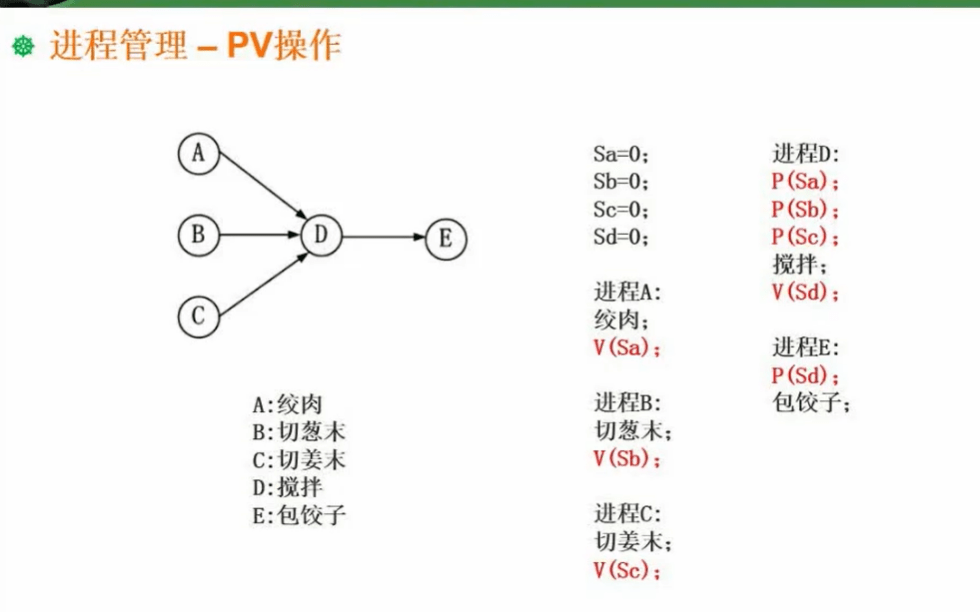 进程管理 – PV操作
A
B
C
D
E
A:绞肉
B:切葱末
C:切姜末
D:搅拌
E:包饺子
Sa=0;
Sb=0;
Sc=0;
Sd=0;
进程A:
绞肉;
V(Sa);
进程B:
切葱末;
V(Sb);
进程C:
切姜末;
V(Sc);
进程D:
P(Sa);
P(Sb);
P(Sc);
搅拌;
V(Sd);
进程E:
P(Sd);
包饺子;